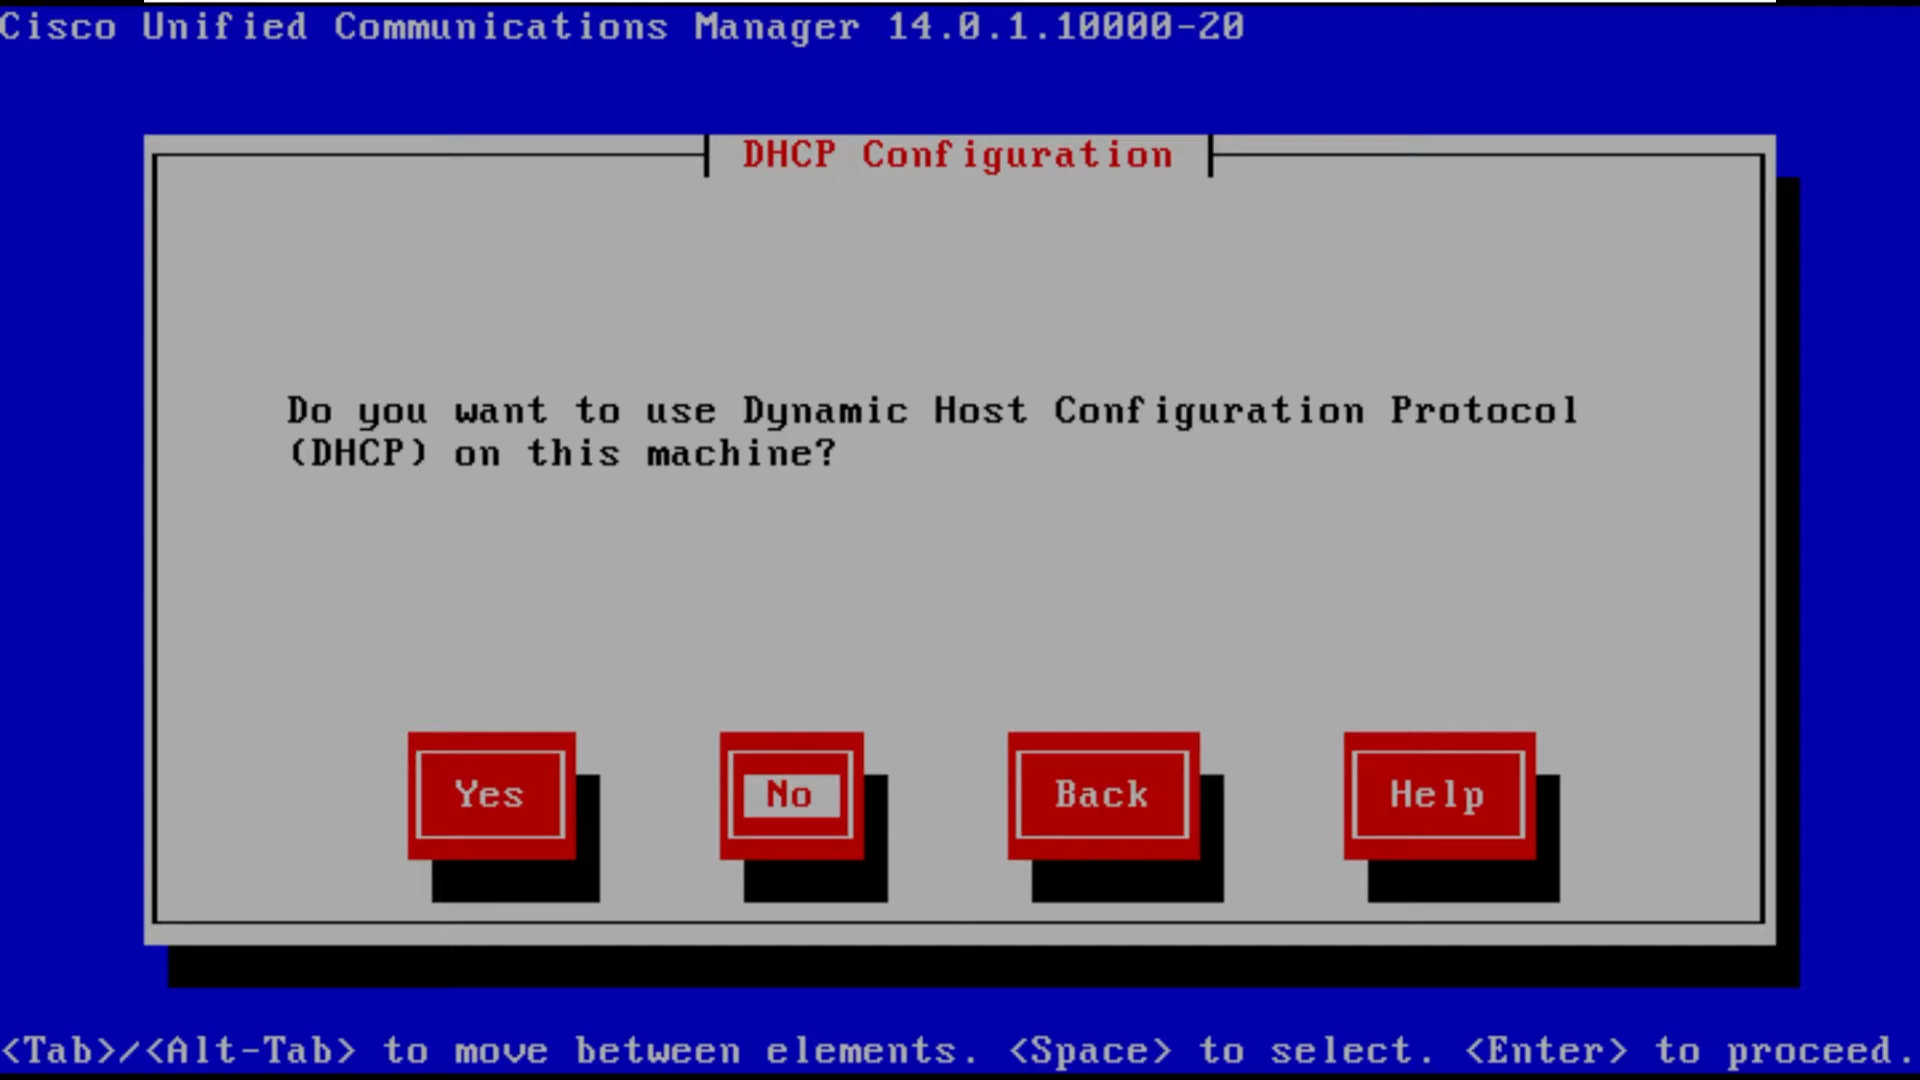 Cisco Unified Communications Manager 14.0.1.10000-20
DHCP Configuration
Do you want to use Dynamic Host Configuration Protocol
(DHCP) on this machine?
Yes No Back Help
<Tab>/<Alt-Tab> to move between elements. <Space> to select. <Enter> to proceed.